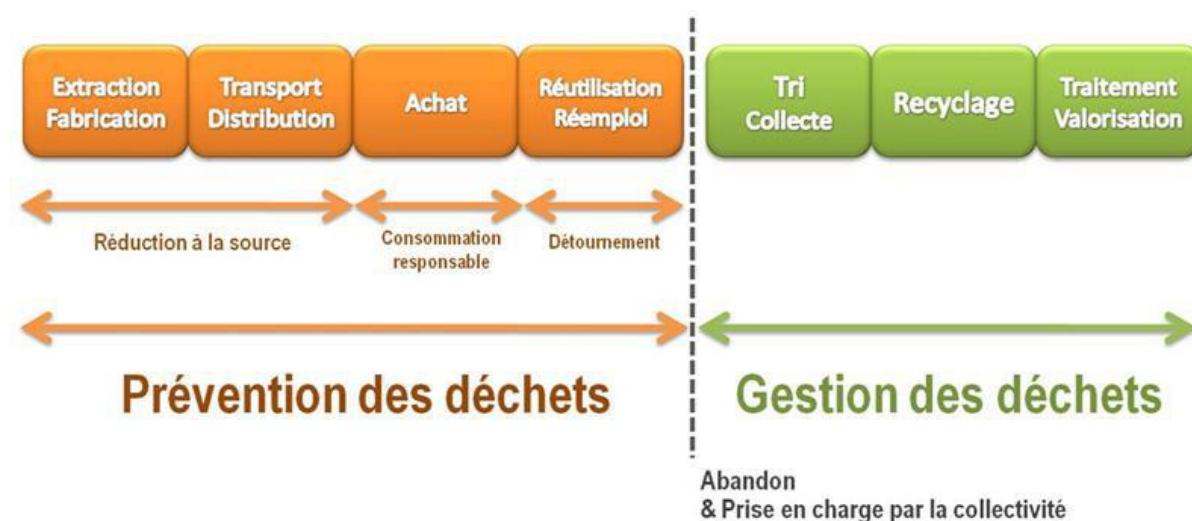 Extraction
Fabrication
Transport
Distribution
Achat
Réutilisation
Réemploi
Tri
Collecte
Recyclage
Traitement
Valorisation
Réduction à la source
Consommation
responsable
Détournement
Prévention des déchets
Gestion des déchets
Abandon
& Prise en charge par la collectivité